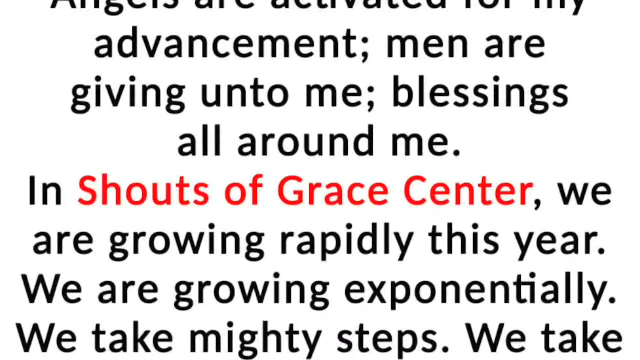 Angels are activated for my
advancement; men are
giving unto me; blessings
all around me.
In Shouts of Grace Center, we
are growing rapidly this year.
We are growing exponentially.
We take mighty steps. We take